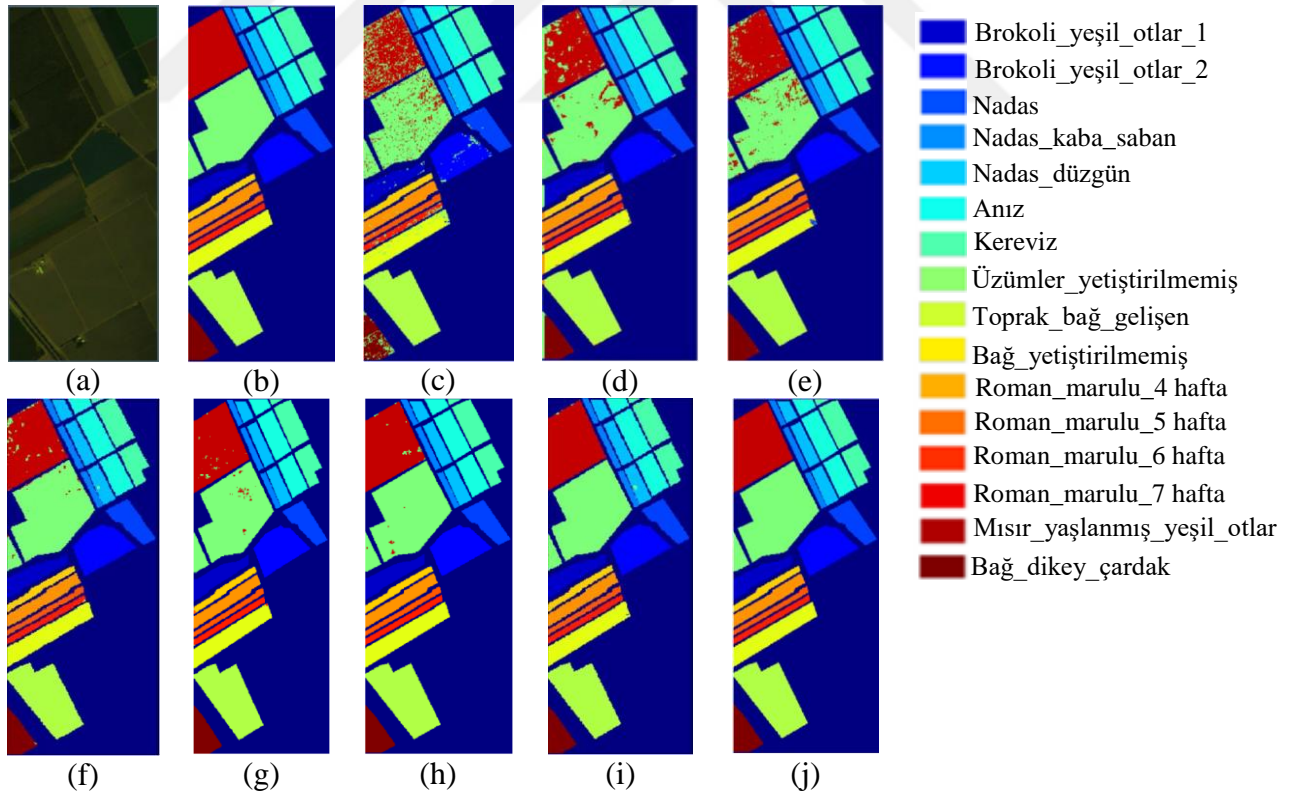 Brokoli_yeşil_otlar_1
Brokoli_yeşil_otlar_2
Nadas
Nadas_kaba_saban
Nadas_düzgün
Anız
Kereviz
Üzümler_yetiştirilmemiş
Toprak_bağ_gelişen
Bağ_yetiştirilmemiş
Roman_marulu_4 hafta
Roman_marulu_5 hafta
Roman_marulu_6 hafta
Roman_marulu_7 hafta
Mısır_yaşlanmış_yeşil_otlar
Bağ_dikey_çardak
(a) (b) (c) (d) (e)
(f) (g) (h) (i) (j)